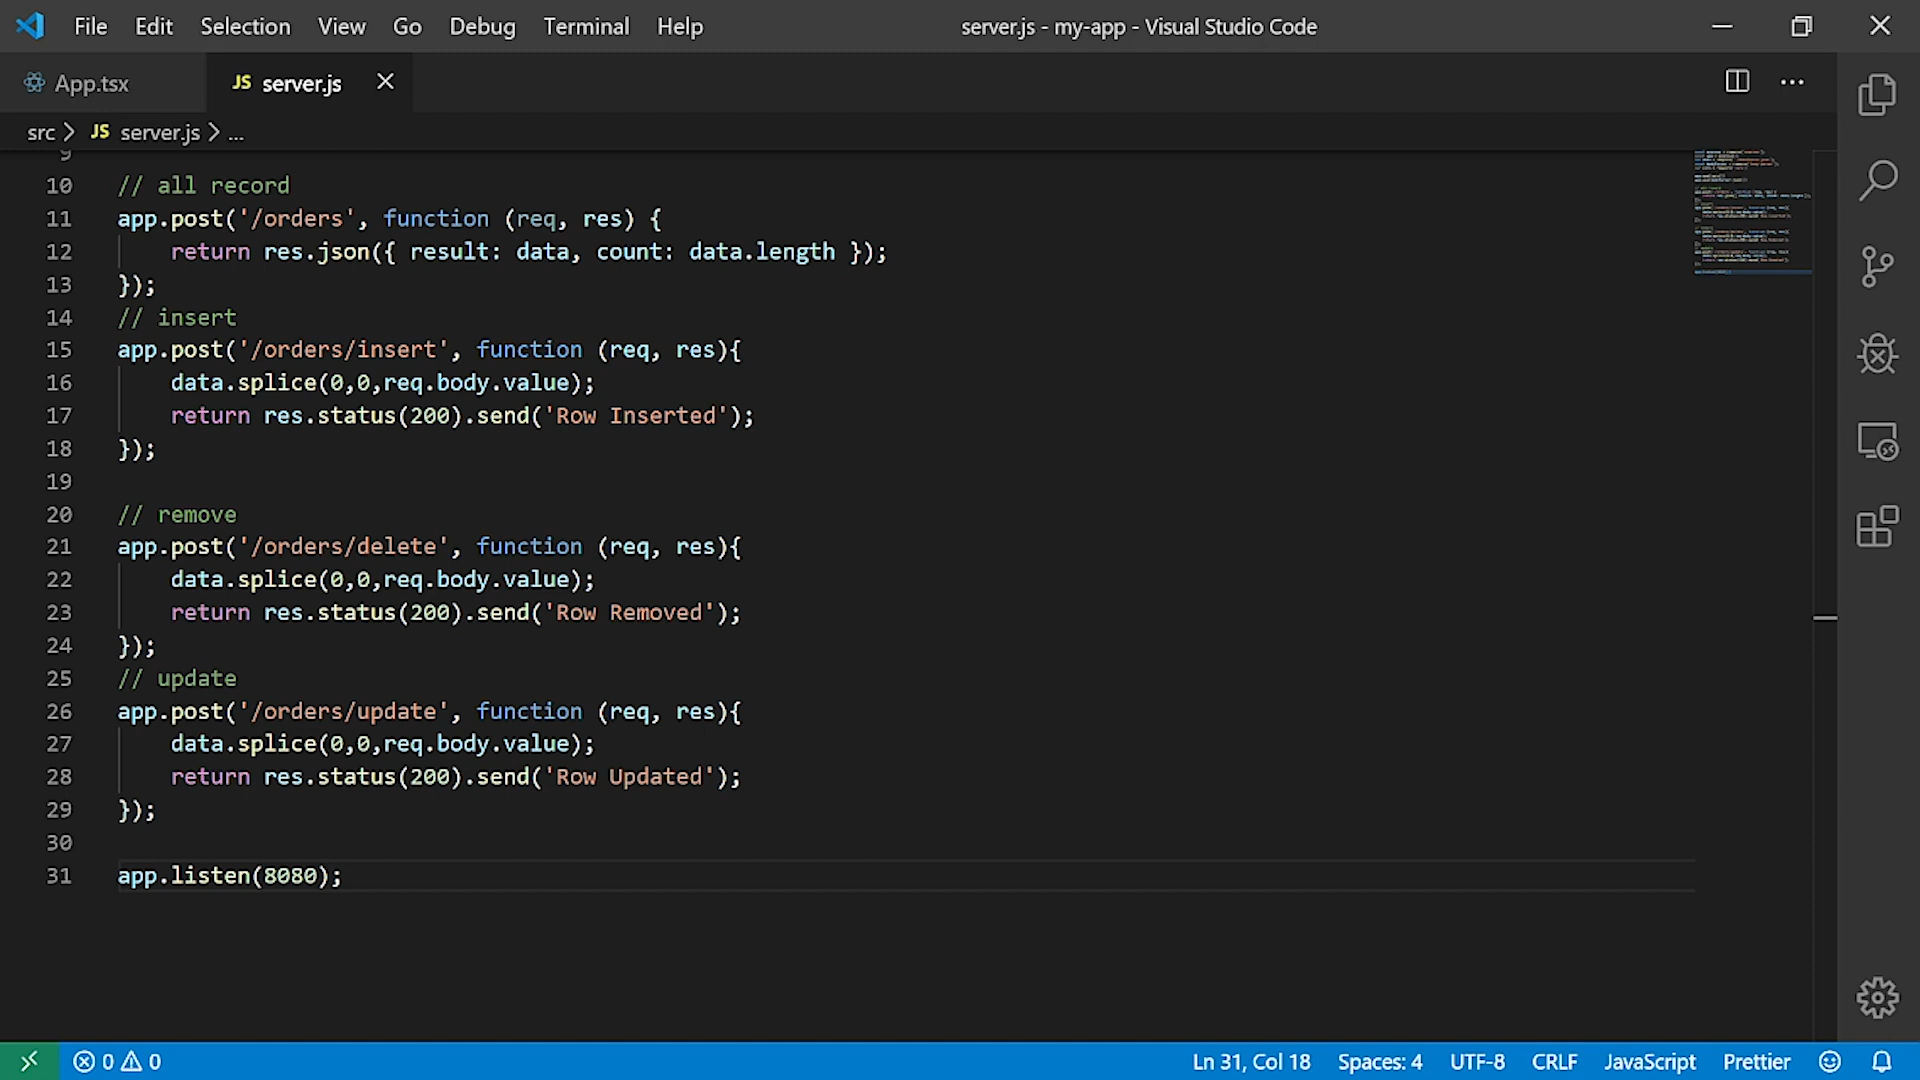 File Edit Selection View Go Debug Terminal Help server.js - my-app - Visual Studio Code
App.tsx JS server.js
src > JS server.js > ...
9
10 // all record
11 app.post('/orders', function (req, res) {
12 return res.json({ result: data, count: data.length });
13 });
14 // insert
15 app.post('/orders/insert', function (req, res){
16 data.splice(0,0,req.body.value);
17 return res.status(200).send('Row Inserted');
18 });
19
20 // remove
21 app.post('/orders/delete', function (req, res){
22 data.splice(0,0,req.body.value);
23 return res.status(200).send('Row Removed');
24 });
25 // update
26 app.post('/orders/update', function (req, res){
27 data.splice(0,0,req.body.value);
28 return res.status(200).send('Row Updated');
29 });
30
31 app.listen(8080);
0 0 Ln 31, Col 18 Spaces: 4 UTF-8 CRLF JavaScript Prettier